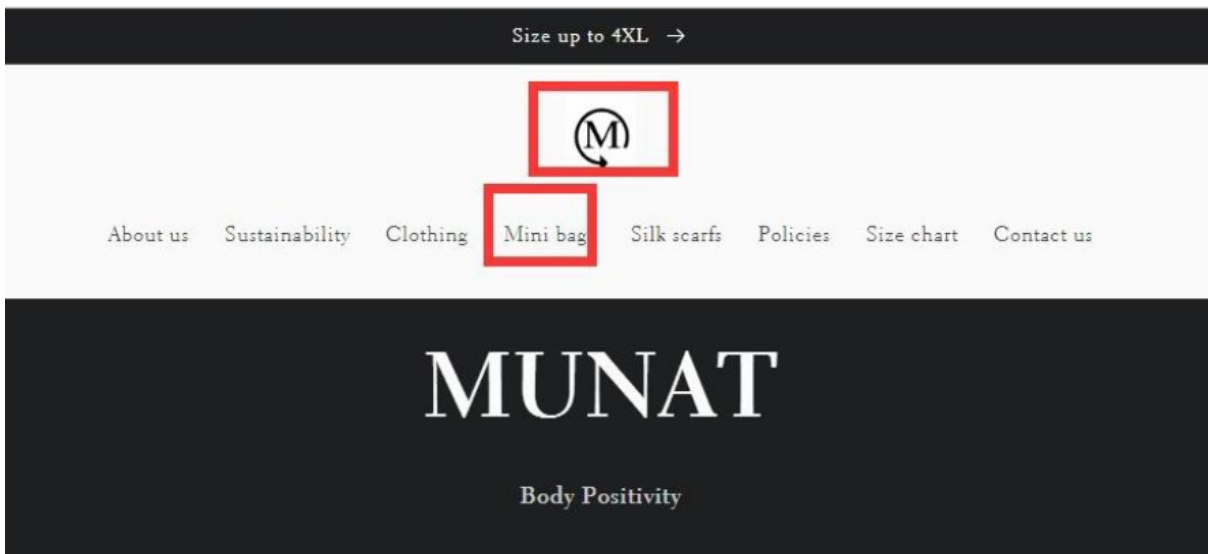 Size up to 4XL →
M
About us Sustainability Clothing Mini bag Silk scarfs Policies Size chart Contact us
MUNAT
Body Positivity